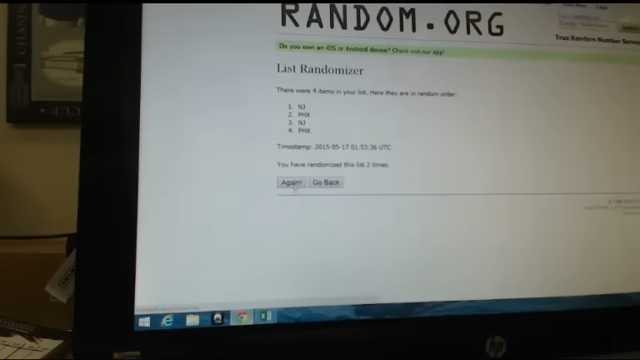 RANDOM.ORG
True Random Number Service
Do you own an iOS or Android device? Check out our app!
List Randomizer
There were 4 items in your list. Here they are in random order:
1. NJ
2. PHX
3. NJ
4. PHX
Timestamp: 2015-05-17 01:53:36 UTC
You have randomized this list 2 times.
Again! Go Back
CUP
hp